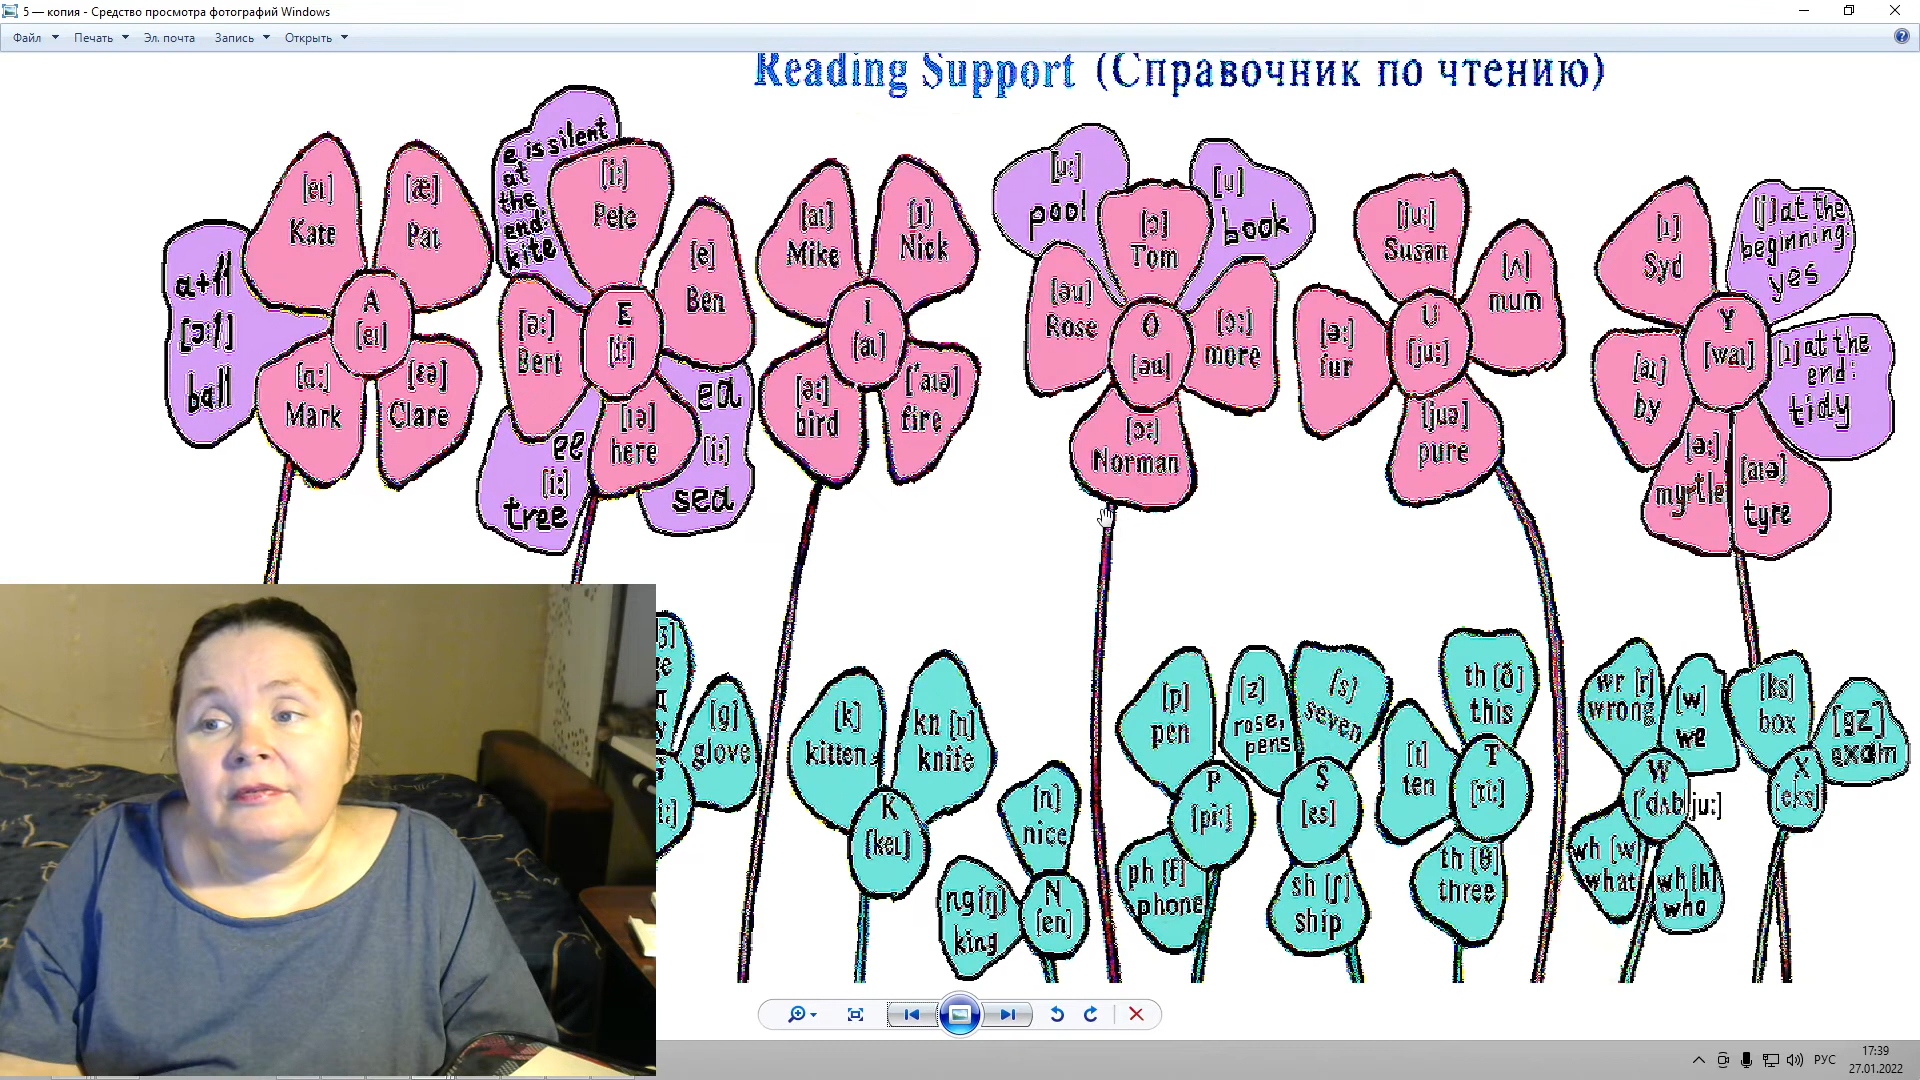 5 — копия - Средство просмотра фотографий Windows
Файл Печать Эл. почта Запись Открыть
Reading Support (Справочник по чтению)
a+ll
[ɔ:l]
ball
[eɪ]
Kate
[æ]
Pat
A
[eɪ]
[ɑ:]
Mark
[ɛə]
Clare
e is silent
at
the
end:
kite
[i:]
Pete
[e]
Ben
[ə:]
Bert
E
[i:]
[ɪə]
here
ee
[i:]
tree
ea
[i:]
sea
[aɪ]
Mike
[ɪ]
Nick
I
[aɪ]
[ə:]
bird
['aɪə]
fire
[u:]
pool
[ɔ]
Tom
[u]
book
[əu]
Rose
O
[əu]
[ɔ:]
more
[ɔ:]
Norman
[ju:]
Susan
[ʌ]
mum
[ə:]
fur
U
[ju:]
[juə]
pure
[ɪ]
Syd
[j] at the
beginning:
yes
Y
[waɪ]
[aɪ]
by
[ɪ] at the
end:
tidy
[ə:]
myrtle
[aɪə]
tyre
[g]
glove
[k]
kitten
kn [n]
knife
K
[keɪ]
[n]
nice
ng [ŋ]
king
N
[en]
[p]
pen
P
[pi:]
ph [f]
phone
[z]
rose,
pens
[s]
seven
S
[es]
sh [ʃ]
ship
[t]
ten
th [ð]
this
T
[ti:]
th [θ]
three
wr [r]
wrong
[w]
we
W
['dʌblju:]
wh [w]
what
wh [h]
who
[ks]
box
[gz]
exam
X
[eks]
РУС
17:39
27.01.2022